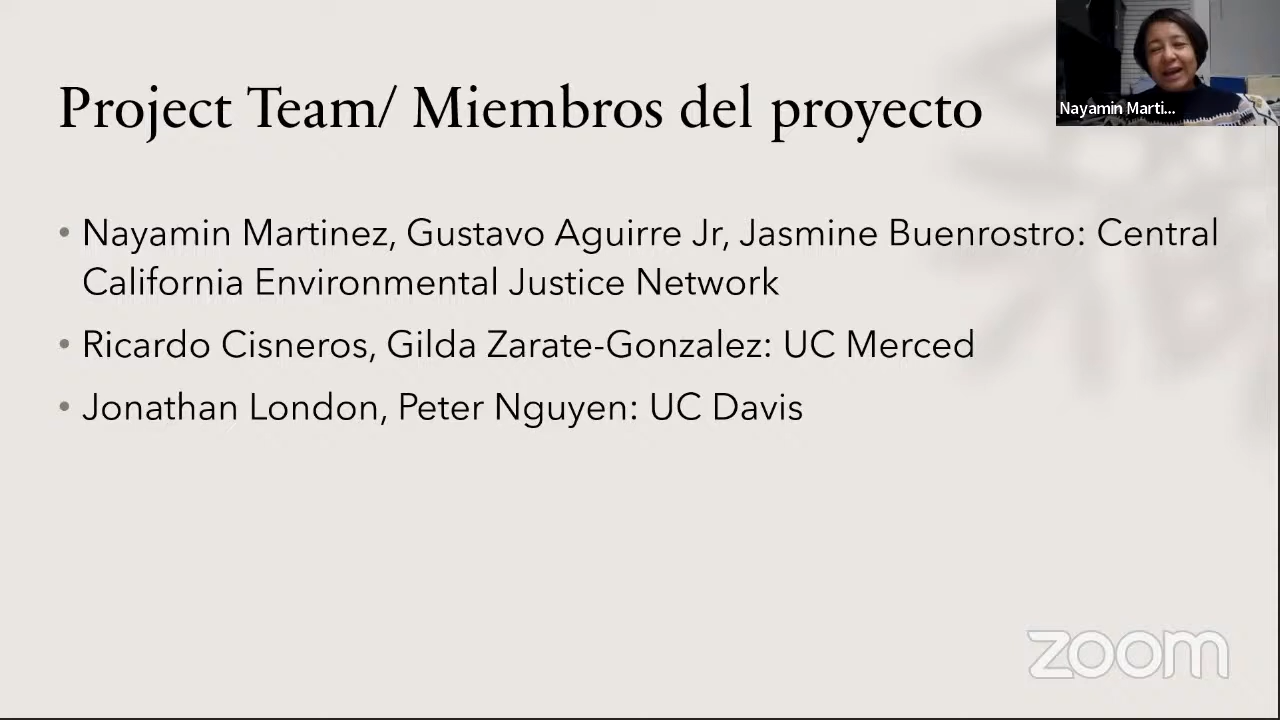 Project Team/ Miembros del proyecto
Nayamin Marti...
• Nayamin Martinez, Gustavo Aguirre Jr, Jasmine Buenrostro: Central
California Environmental Justice Network
• Ricardo Cisneros, Gilda Zarate-Gonzalez: UC Merced
• Jonathan London, Peter Nguyen: UC Davis
zoom